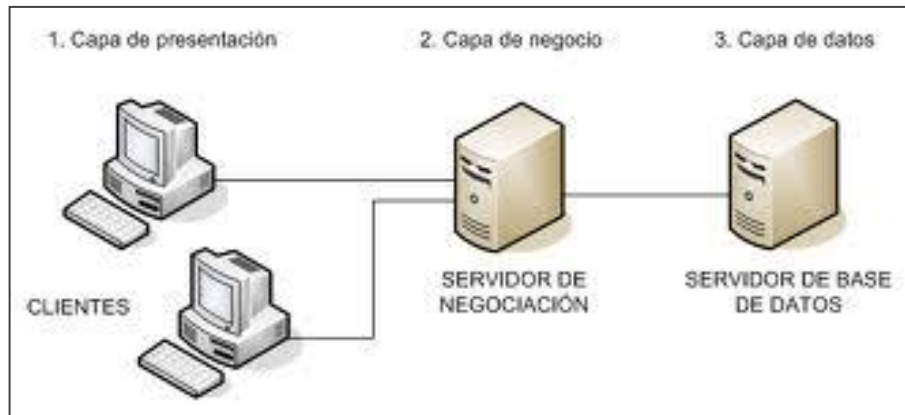 1. Capa de presentación
2. Capa de negocio
3. Capa de datos
CLIENTES
SERVIDOR DE
NEGOCIACIÓN
SERVIDOR DE BASE
DE DATOS